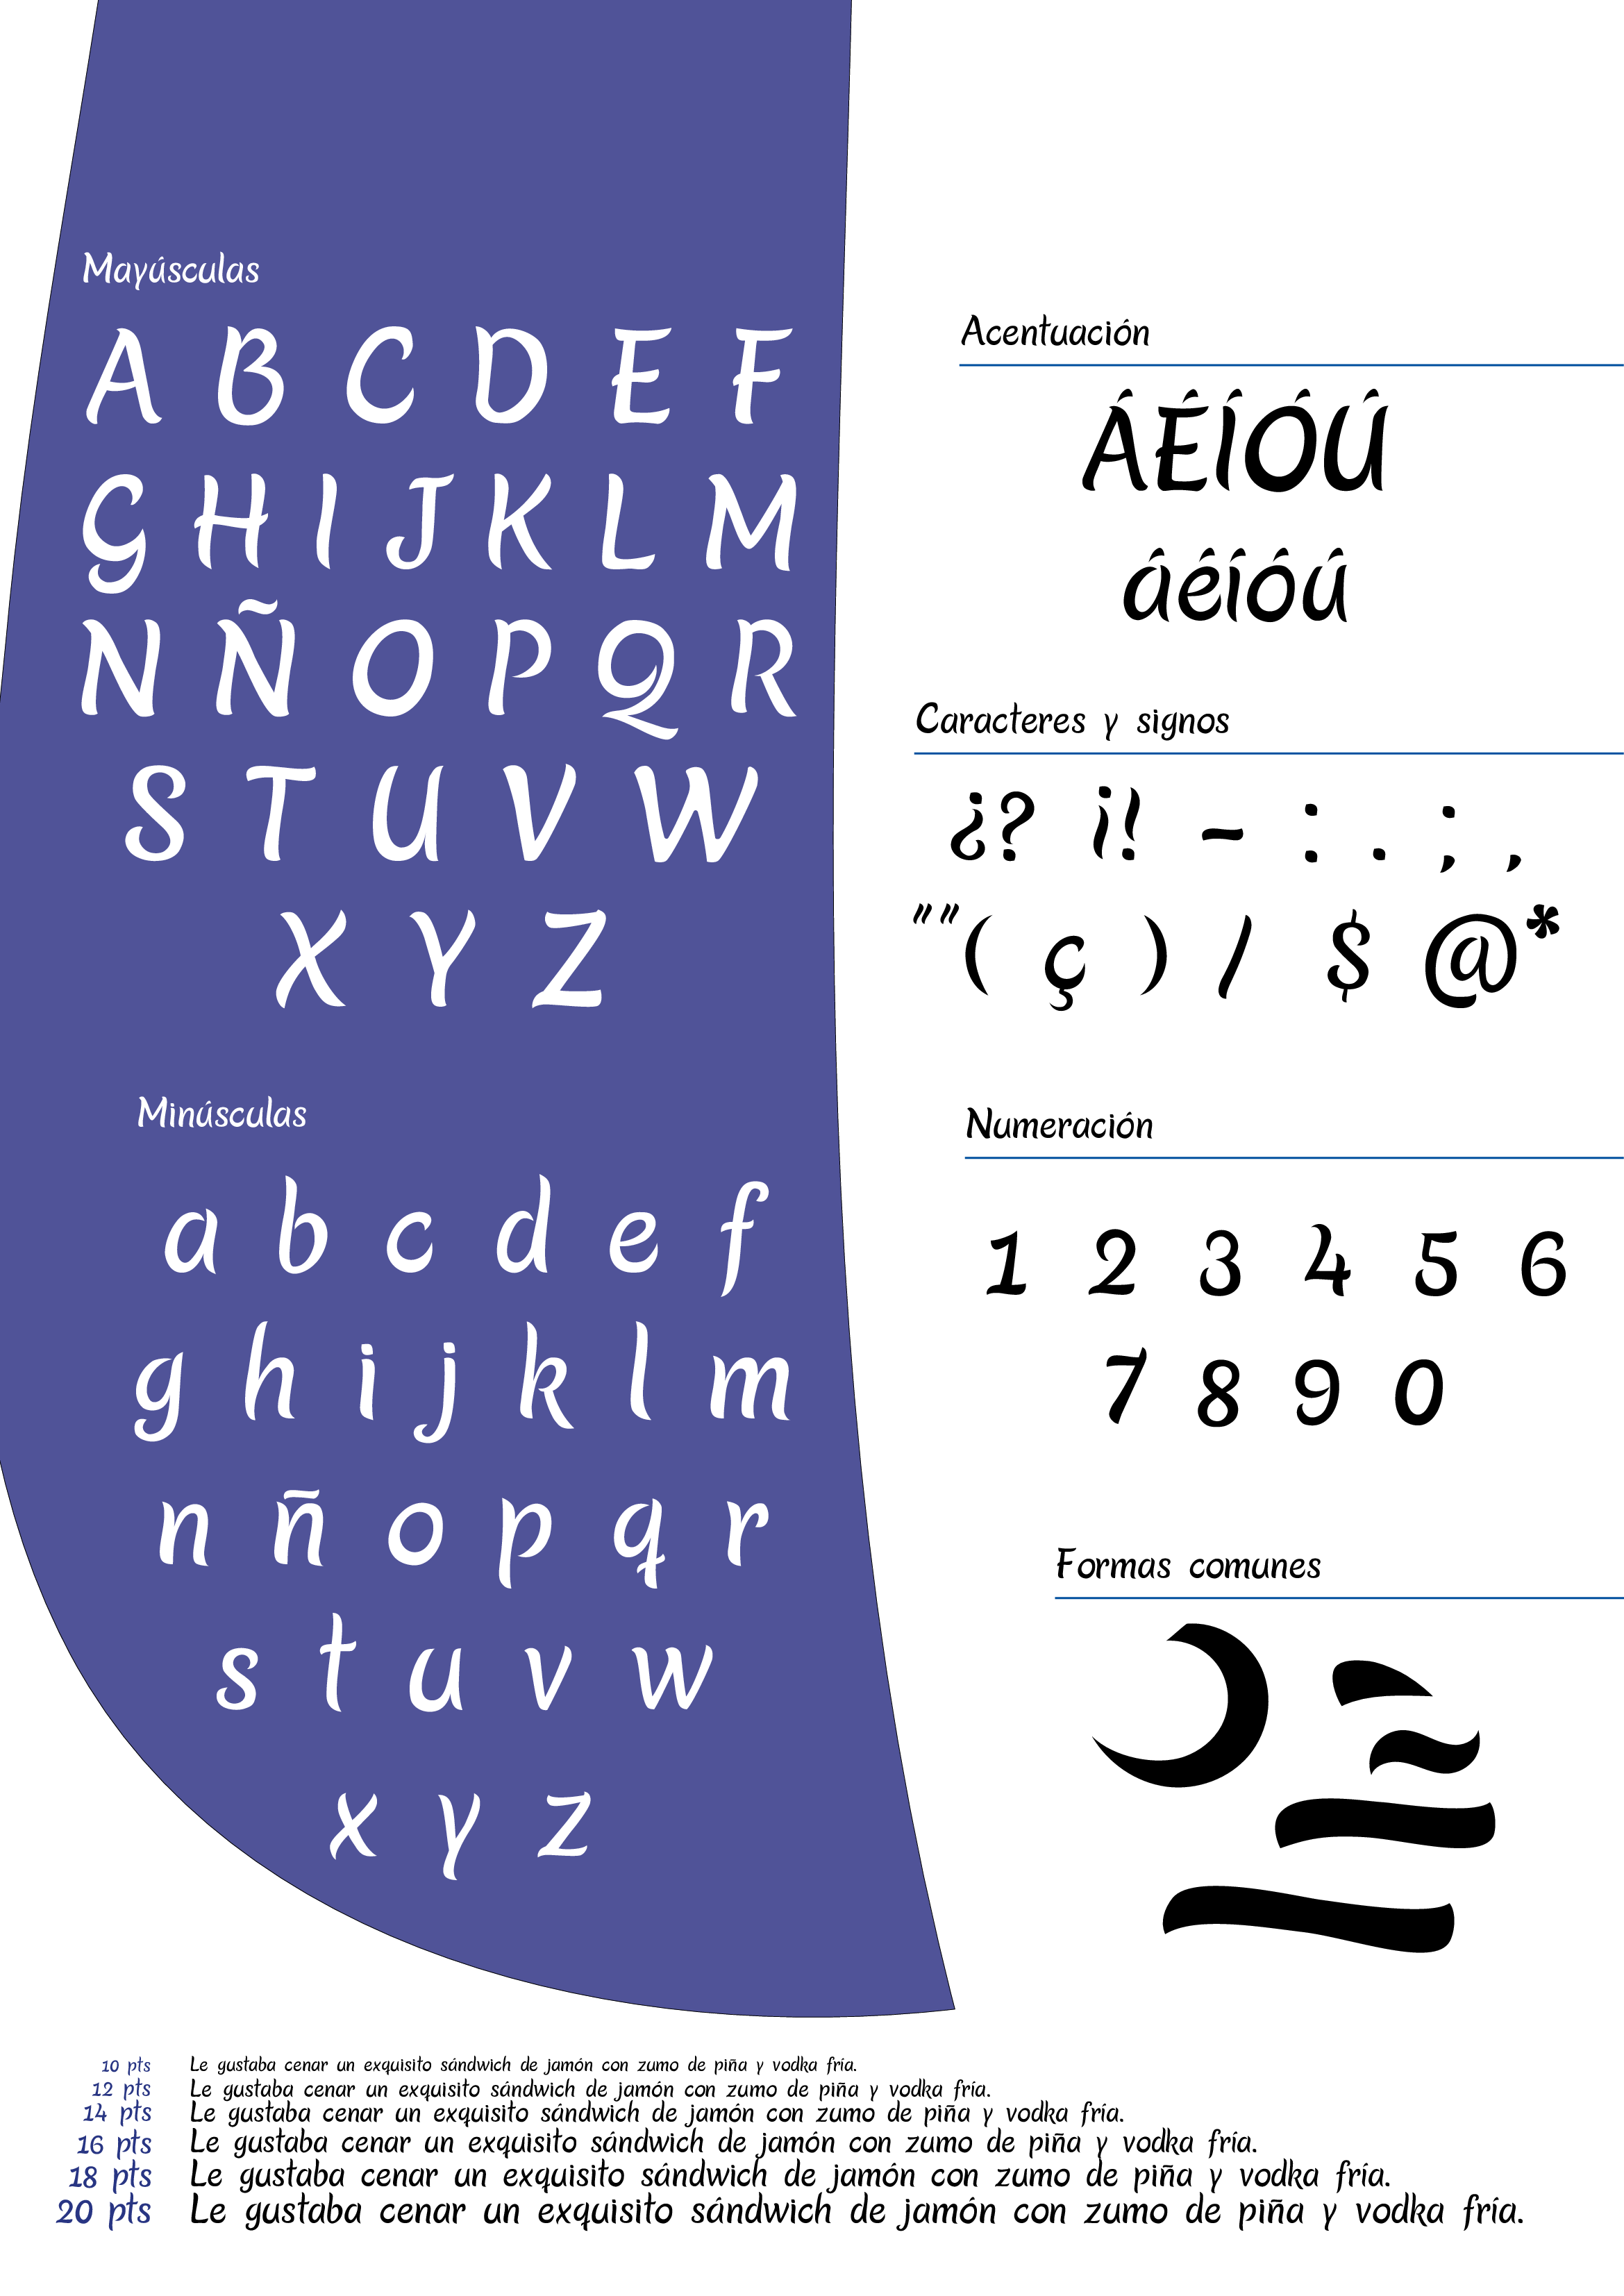 Mayúsculas
A B C D E F
G H I J K L M
N Ñ O P Q R
S T U V W
X Y Z
Minúsculas
a b c d e f
g h i j k l m
n ñ o p q r
s t u v w
x y z
Acentuación
ÁÉÍÓÚ
áéíóú
Caracteres y signos
¿? ¡! - : . ; ,
"" ( ç ) / $ @ *
Numeración
1 2 3 4 5 6
7 8 9 0
Formas comunes
10 pts Le gustaba cenar un exquisito sándwich de jamón con zumo de piña y vodka fría.
12 pts Le gustaba cenar un exquisito sándwich de jamón con zumo de piña y vodka fría.
14 pts Le gustaba cenar un exquisito sándwich de jamón con zumo de piña y vodka fría.
16 pts Le gustaba cenar un exquisito sándwich de jamón con zumo de piña y vodka fría.
18 pts Le gustaba cenar un exquisito sándwich de jamón con zumo de piña y vodka fría.
20 pts Le gustaba cenar un exquisito sándwich de jamón con zumo de piña y vodka fría.